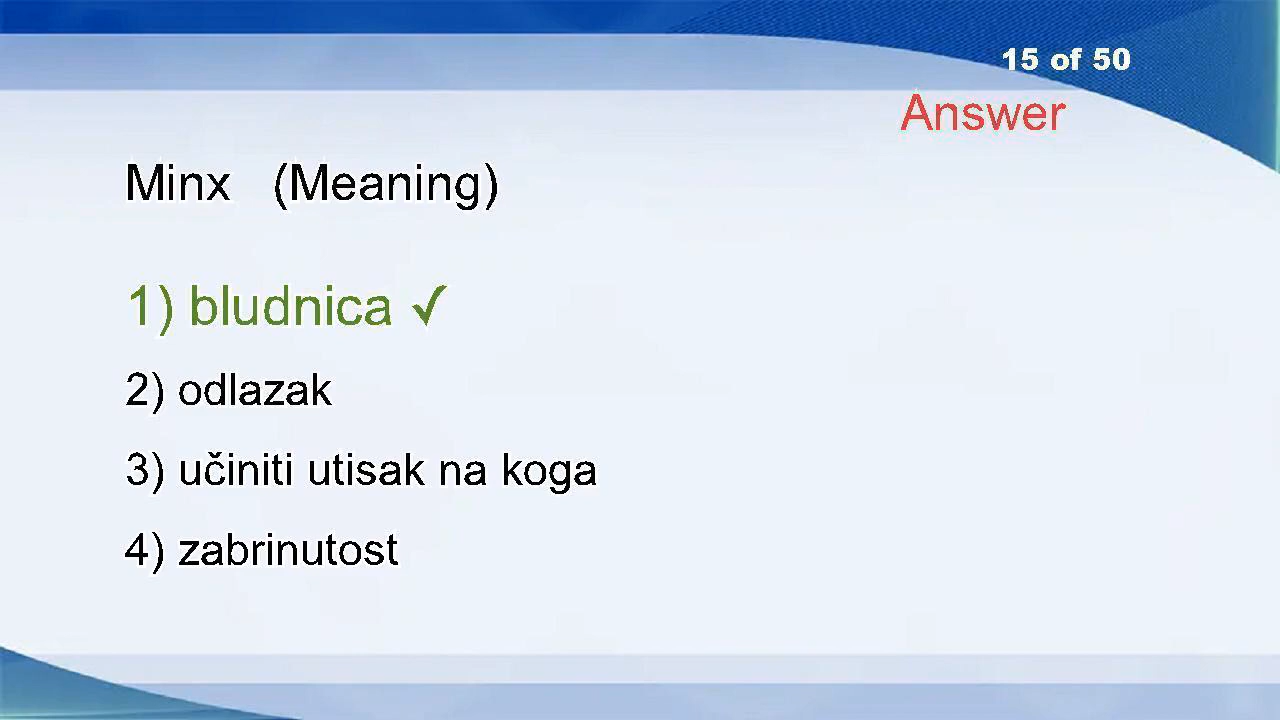 15 of 50
Answer
Minx (Meaning)
1) bludnica ✓
2) odlazak
3) učiniti utisak na koga
4) zabrinutost